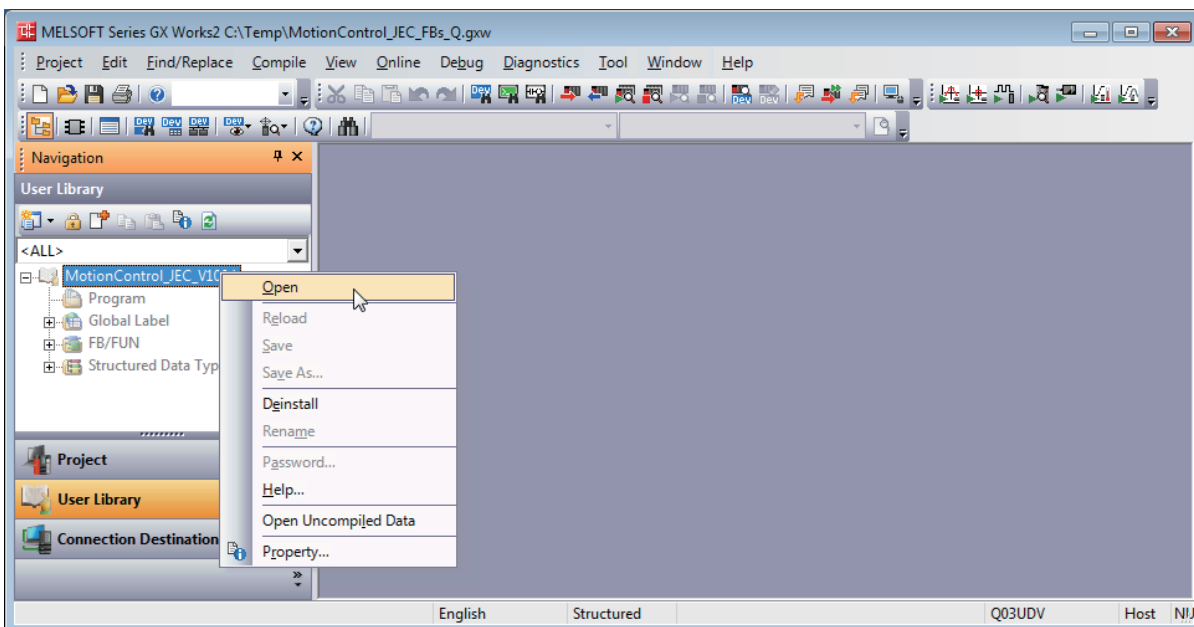 MELSOFT Series GX Works2 C:\Temp\MotionControl_JEC_FBs_Q.gxw
Project Edit Find/Replace Compile View Online Debug Diagnostics Tool Window Help
Navigation
User Library
<ALL>
MotionControl_JEC_V10
Program
Global Label
FB/FUN
Structured Data Typ
Open
Reload
Save
Save As...
Deinstall
Rename
Password...
Help...
Open Uncompiled Data
Property...
Project
User Library
Connection Destination
English Structured Q03UDV Host NU